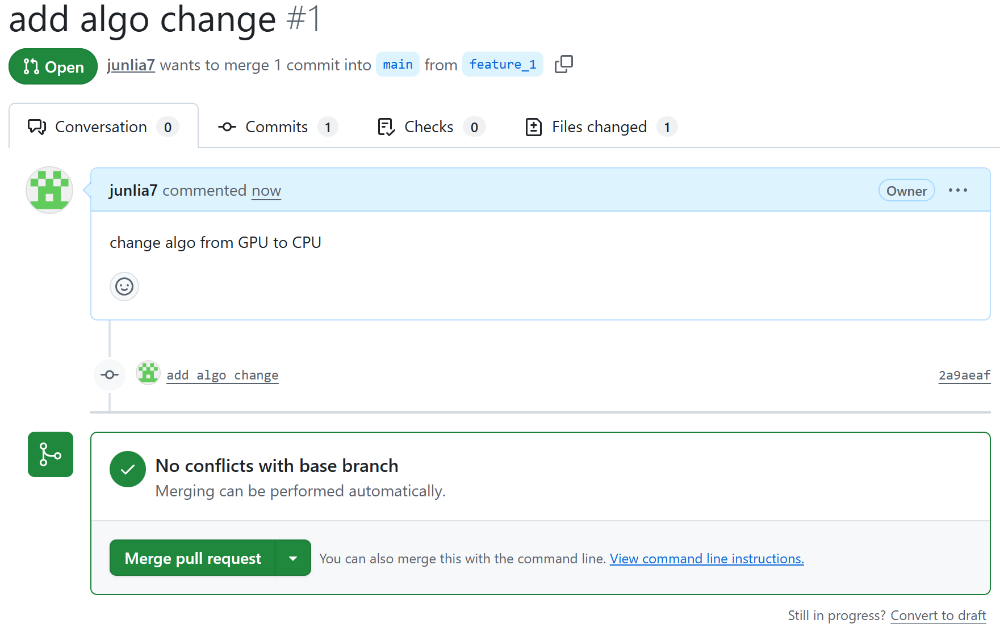 add algo change #1
Open junlia7 wants to merge 1 commit into main from feature_1
Conversation 0 Commits 1 Checks 0 Files changed 1
junlia7 commented now Owner
change algo from GPU to CPU
add algo change 2a9aeaf
No conflicts with base branch
Merging can be performed automatically.
Merge pull request You can also merge this with the command line. View command line instructions.
Still in progress? Convert to draft